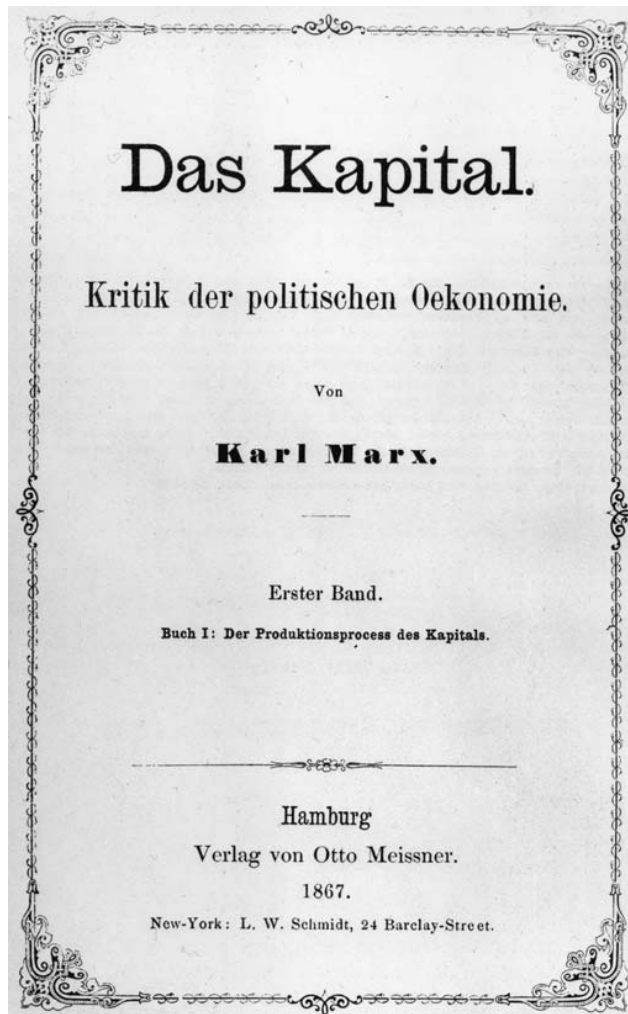 Das Kapital.
Kritik der politischen Oekonomie.
Von
Karl Marx.
Erster Band.
Buch I: Der Produktionsprocess des Kapitals.
Hamburg
Verlag von Otto Meissner.
1867.
New-York: L. W. Schmidt, 24 Barclay-Street.